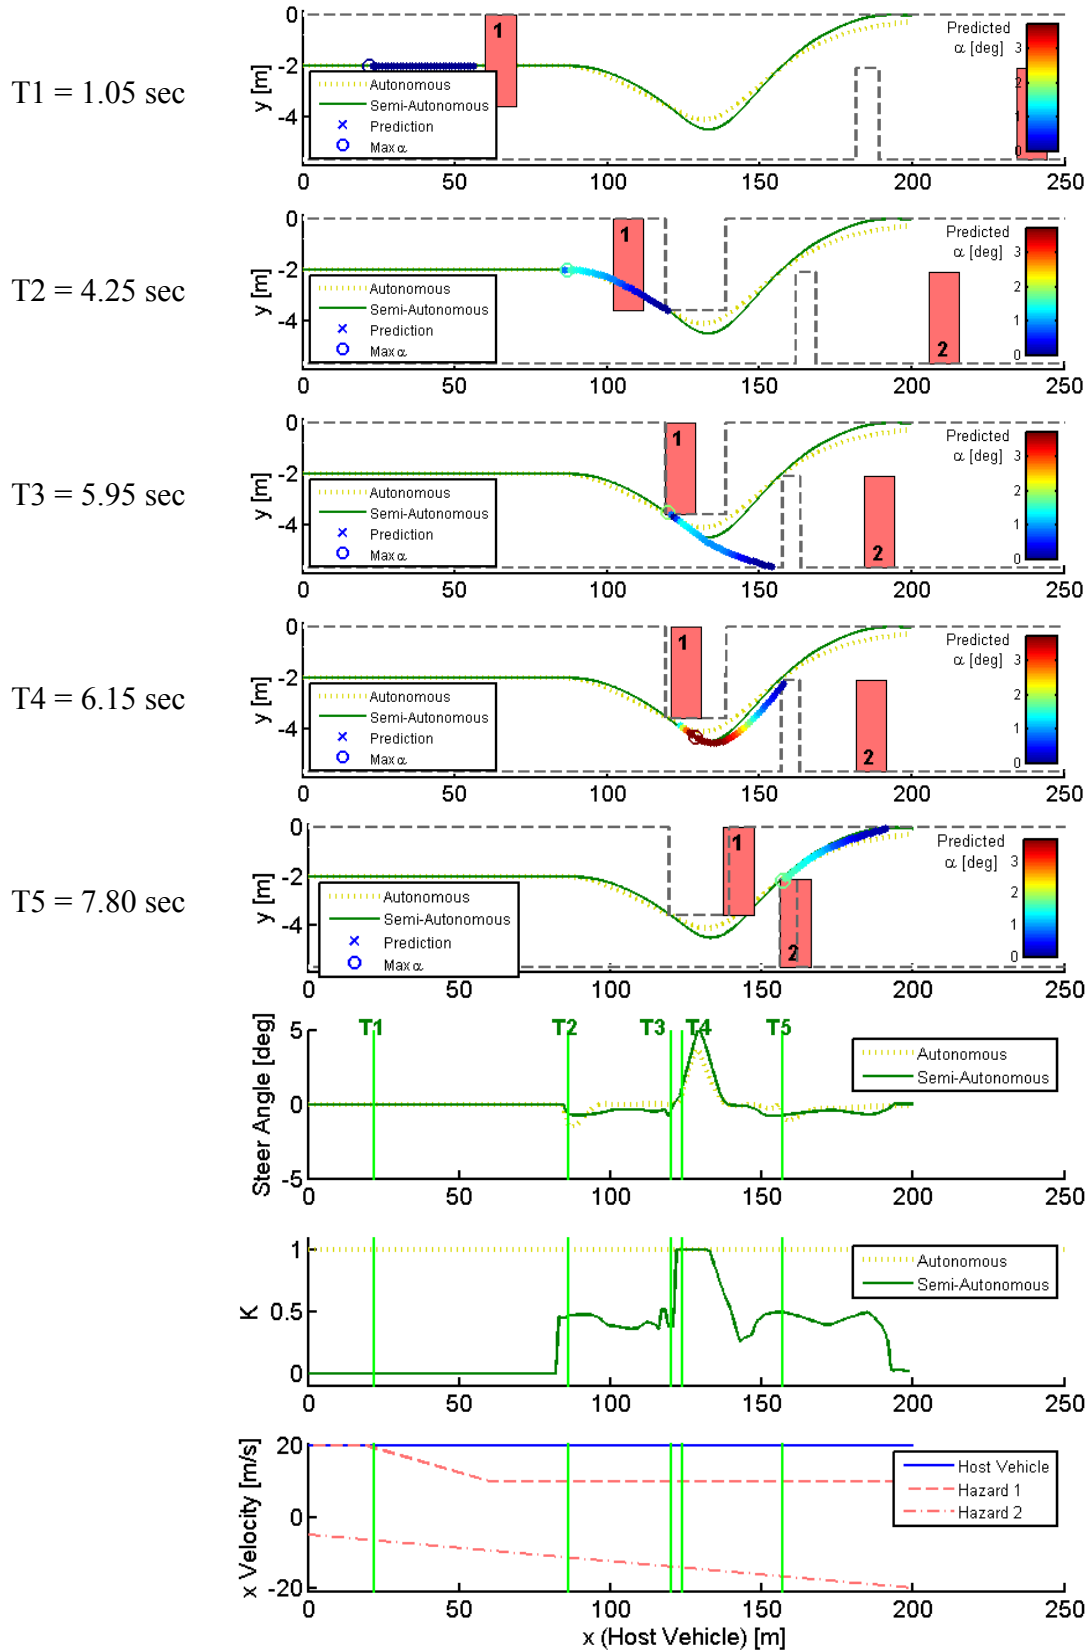 T1 = 1.05 sec
0
-2
-4
y [m]
1
Autonomous
Semi-Autonomous
Prediction
Max α
Predicted
α [deg]
3
2
1
0
0 50 100 150 200 250
T2 = 4.25 sec
0
-2
-4
y [m]
1
2
Autonomous
Semi-Autonomous
Prediction
Max α
Predicted
α [deg]
3
2
1
0
0 50 100 150 200 250
T3 = 5.95 sec
0
-2
-4
y [m]
1
2
Autonomous
Semi-Autonomous
Prediction
Max α
Predicted
α [deg]
3
2
1
0
0 50 100 150 200 250
T4 = 6.15 sec
0
-2
-4
y [m]
1
2
Autonomous
Semi-Autonomous
Prediction
Max α
Predicted
α [deg]
3
2
1
0
0 50 100 150 200 250
T5 = 7.80 sec
0
-2
-4
y [m]
1
2
Autonomous
Semi-Autonomous
Prediction
Max α
Predicted
α [deg]
3
2
1
0
0 50 100 150 200 250
T1 T2 T3 T4 T5
5
0
-5
Steer Angle [deg]
Autonomous
Semi-Autonomous
0 50 100 150 200 250
1
0.5
0
K
Autonomous
Semi-Autonomous
0 50 100 150 200 250
20
0
-20
x Velocity [m/s]
Host Vehicle
Hazard 1
Hazard 2
0 50 100 150 200 250
x (Host Vehicle) [m]